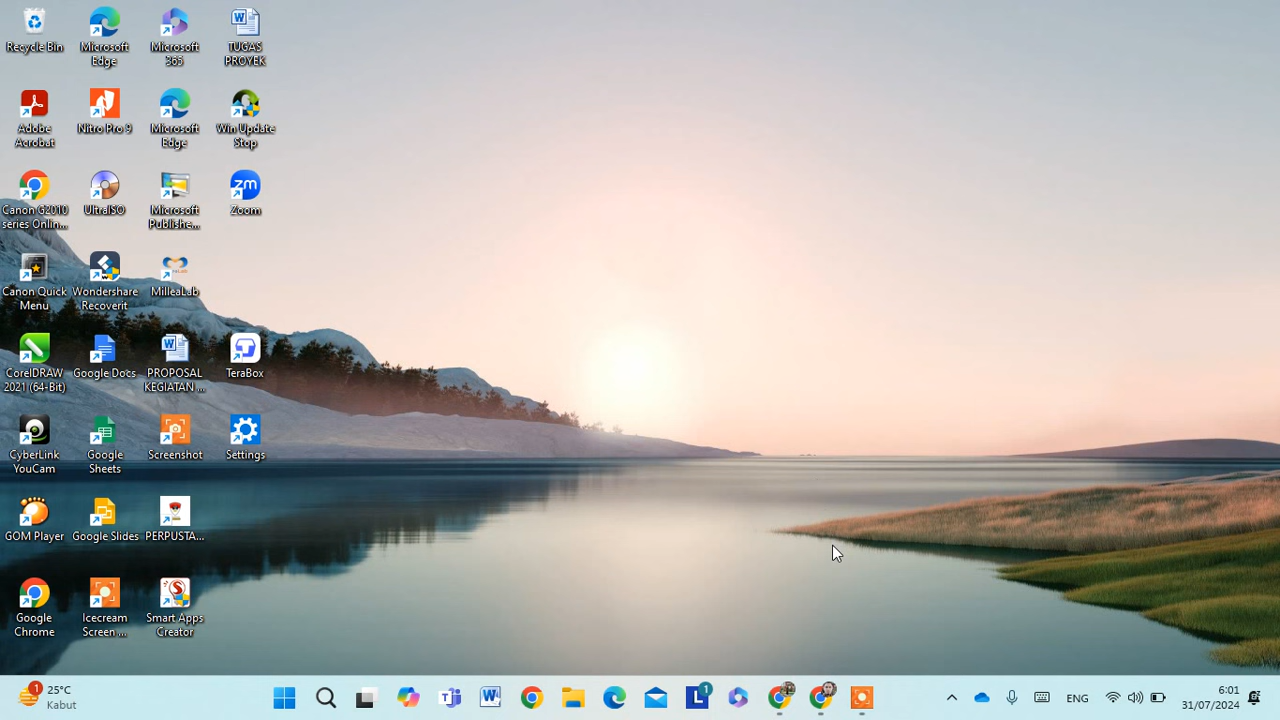 Recycle Bin
Microsoft
Edge
Microsoft
365
TUGAS
PROYEK
Adobe
Acrobat
Nitro Pro 9
Microsoft
Edge
Win Update
Stop
Canon G2010
series Onlin...
UltraISO
Microsoft
Publishe...
zm
Zoom
Canon Quick
Menu
Wondershare
Recoverit
MilleaLab
CorelDRAW
2021 (64-Bit)
Google Docs
PROPOSAL
KEGIATAN ...
TeraBox
CyberLink
YouCam
Google
Sheets
Screenshot
Settings
GOM Player
Google Slides
PERPUSTA...
Google
Chrome
Icecream
Screen ...
Smart Apps
Creator
1
25°C
Kabut
L
1
ENG
6:01
31/07/2024